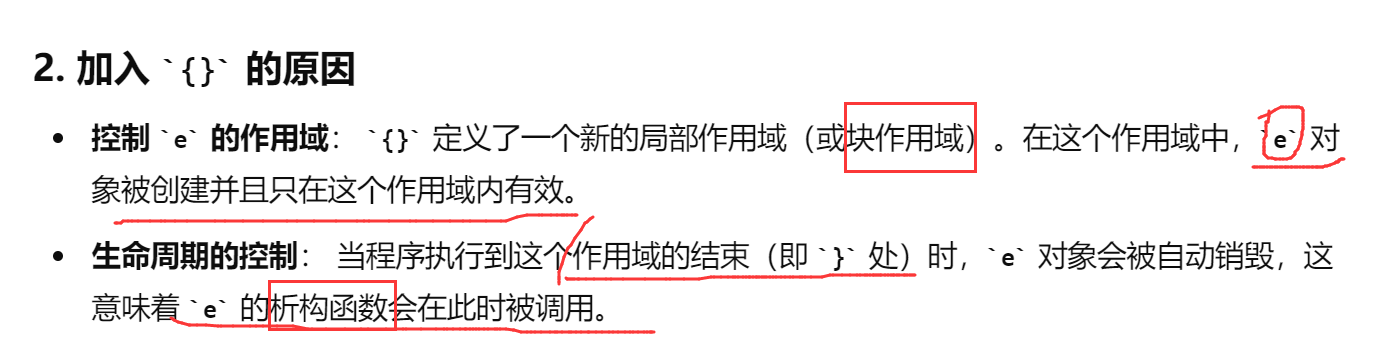 2. 加入 `{}` 的原因
• 控制 `e` 的作用域： `{}` 定义了一个新的局部作用域（或块作用域）。在这个作用域中，`e` 对
象被创建并且只在这个作用域内有效。
• 生命周期的控制： 当程序执行到这个作用域的结束（即 `}` 处）时，`e` 对象会被自动销毁，这
意味着 `e` 的析构函数会在此时被调用。